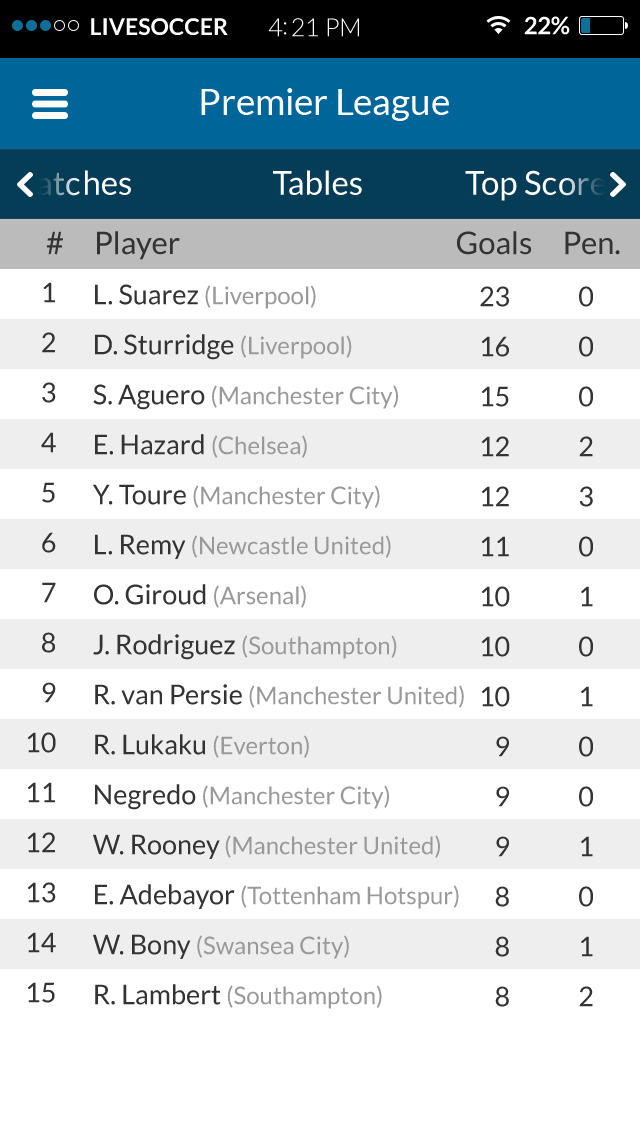 LIVESOCCER 4:21 PM 22%
Premier League
atches Tables Top Score
# Player Goals Pen.
1 L. Suarez (Liverpool) 23 0
2 D. Sturridge (Liverpool) 16 0
3 S. Aguero (Manchester City) 15 0
4 E. Hazard (Chelsea) 12 2
5 Y. Toure (Manchester City) 12 3
6 L. Remy (Newcastle United) 11 0
7 O. Giroud (Arsenal) 10 1
8 J. Rodriguez (Southampton) 10 0
9 R. van Persie (Manchester United) 10 1
10 R. Lukaku (Everton) 9 0
11 Negredo (Manchester City) 9 0
12 W. Rooney (Manchester United) 9 1
13 E. Adebayor (Tottenham Hotspur) 8 0
14 W. Bony (Swansea City) 8 1
15 R. Lambert (Southampton) 8 2